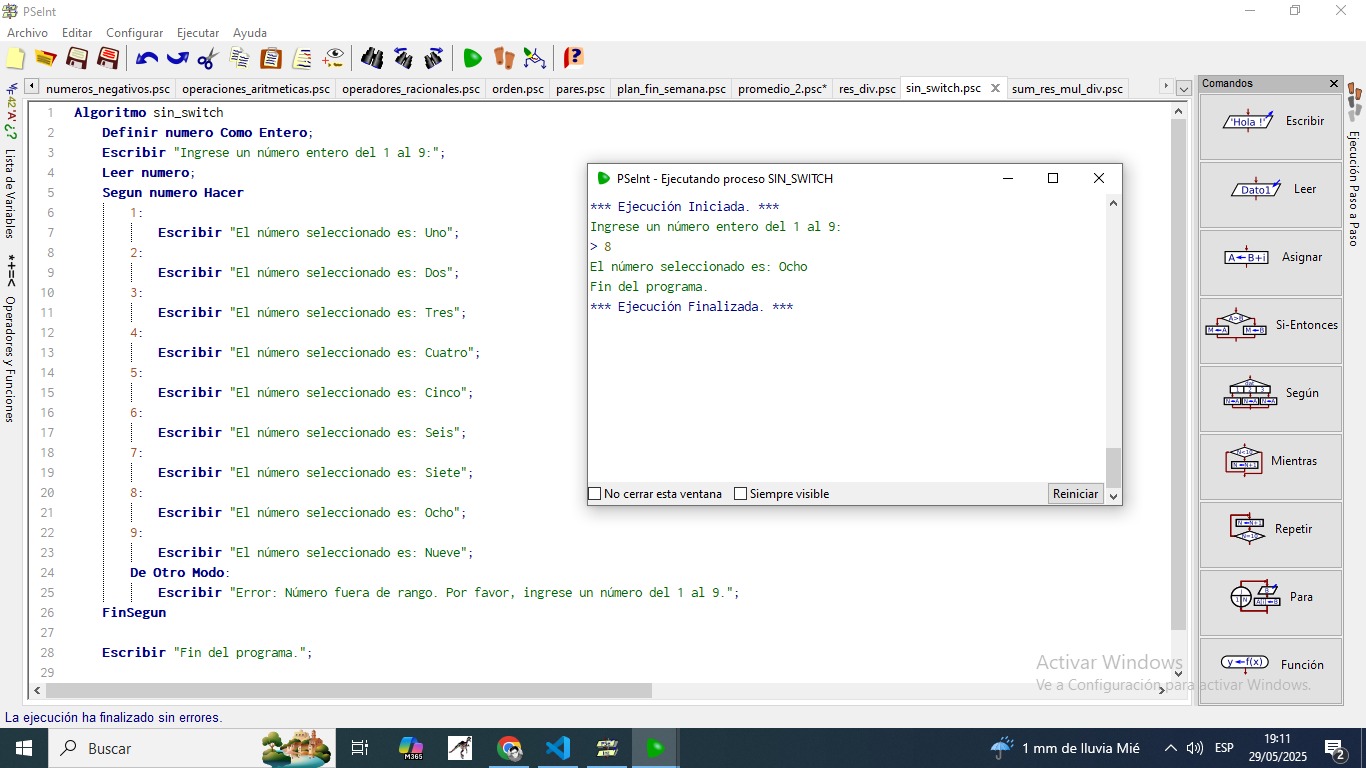 PSeInt
Archivo Editar Configurar Ejecutar Ayuda
numeros_negativos.psc operaciones_aritmeticas.psc operadores_racionales.psc orden.psc pares.psc plan_fin_semana.psc promedio_2.psc* res_div.psc sin_switch.psc sum_res_mul_div.psc
Lista de Variables
Operadores y Funciones
1 Algoritmo sin_switch
2 Definir numero Como Entero;
3 Escribir "Ingrese un número entero del 1 al 9:";
4 Leer numero;
5 Segun numero Hacer
6 1:
7 Escribir "El número seleccionado es: Uno";
8 2:
9 Escribir "El número seleccionado es: Dos";
10 3:
11 Escribir "El número seleccionado es: Tres";
12 4:
13 Escribir "El número seleccionado es: Cuatro";
14 5:
15 Escribir "El número seleccionado es: Cinco";
16 6:
17 Escribir "El número seleccionado es: Seis";
18 7:
19 Escribir "El número seleccionado es: Siete";
20 8:
21 Escribir "El número seleccionado es: Ocho";
22 9:
23 Escribir "El número seleccionado es: Nueve";
24 De Otro Modo:
25 Escribir "Error: Número fuera de rango. Por favor, ingrese un número del 1 al 9.";
26 FinSegun
27
28 Escribir "Fin del programa.";
29
PSeInt - Ejecutando proceso SIN_SWITCH
*** Ejecución Iniciada. ***
Ingrese un número entero del 1 al 9:
> 8
El número seleccionado es: Ocho
Fin del programa.
*** Ejecución Finalizada. ***
No cerrar esta ventana Siempre visible Reiniciar
Comandos
'Hola !' Escribir
Dato1 Leer
A←B+i Asignar
Si-Entonces
Según
Mientras
Repetir
Para
y←f(x) Función
Ejecución Paso a Paso
Activar Windows
Ve a Configuración para activar Windows.
La ejecución ha finalizado sin errores.
Buscar
M365
1 mm de lluvia Mié
ESP
19:11
29/05/2025
2